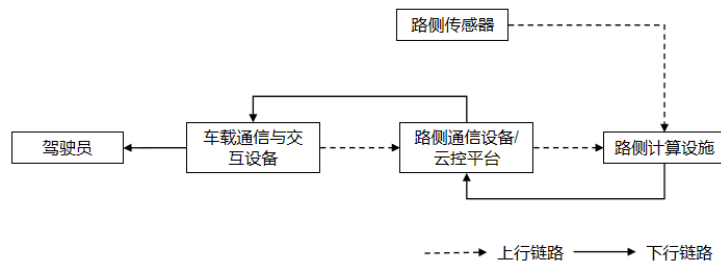 路侧传感器
驾驶员
车载通信与交
互设备
路侧通信设备/
云控平台
路侧计算设施
上行链路
下行链路